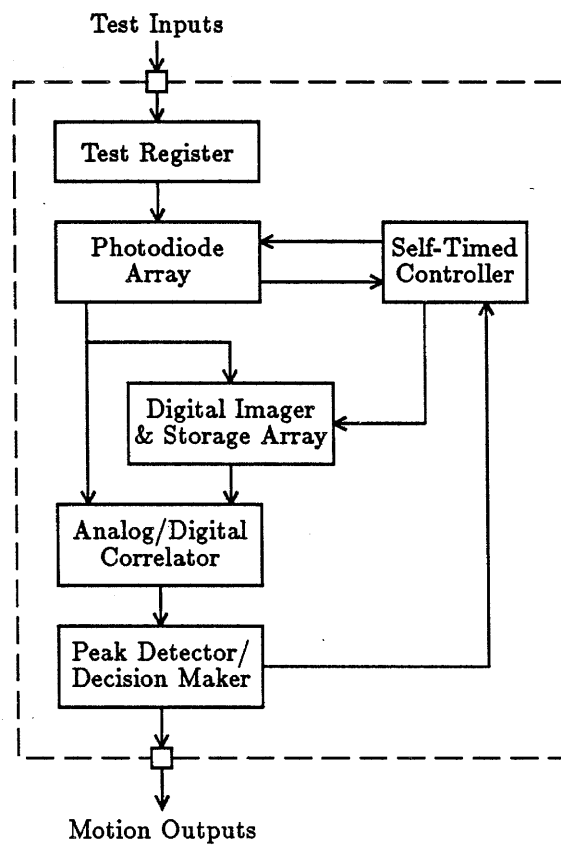 Test Inputs
Test Register
Photodiode
Array
Self-Timed
Controller
Digital Imager
& Storage Array
Analog/Digital
Correlator
Peak Detector/
Decision Maker
Motion Outputs